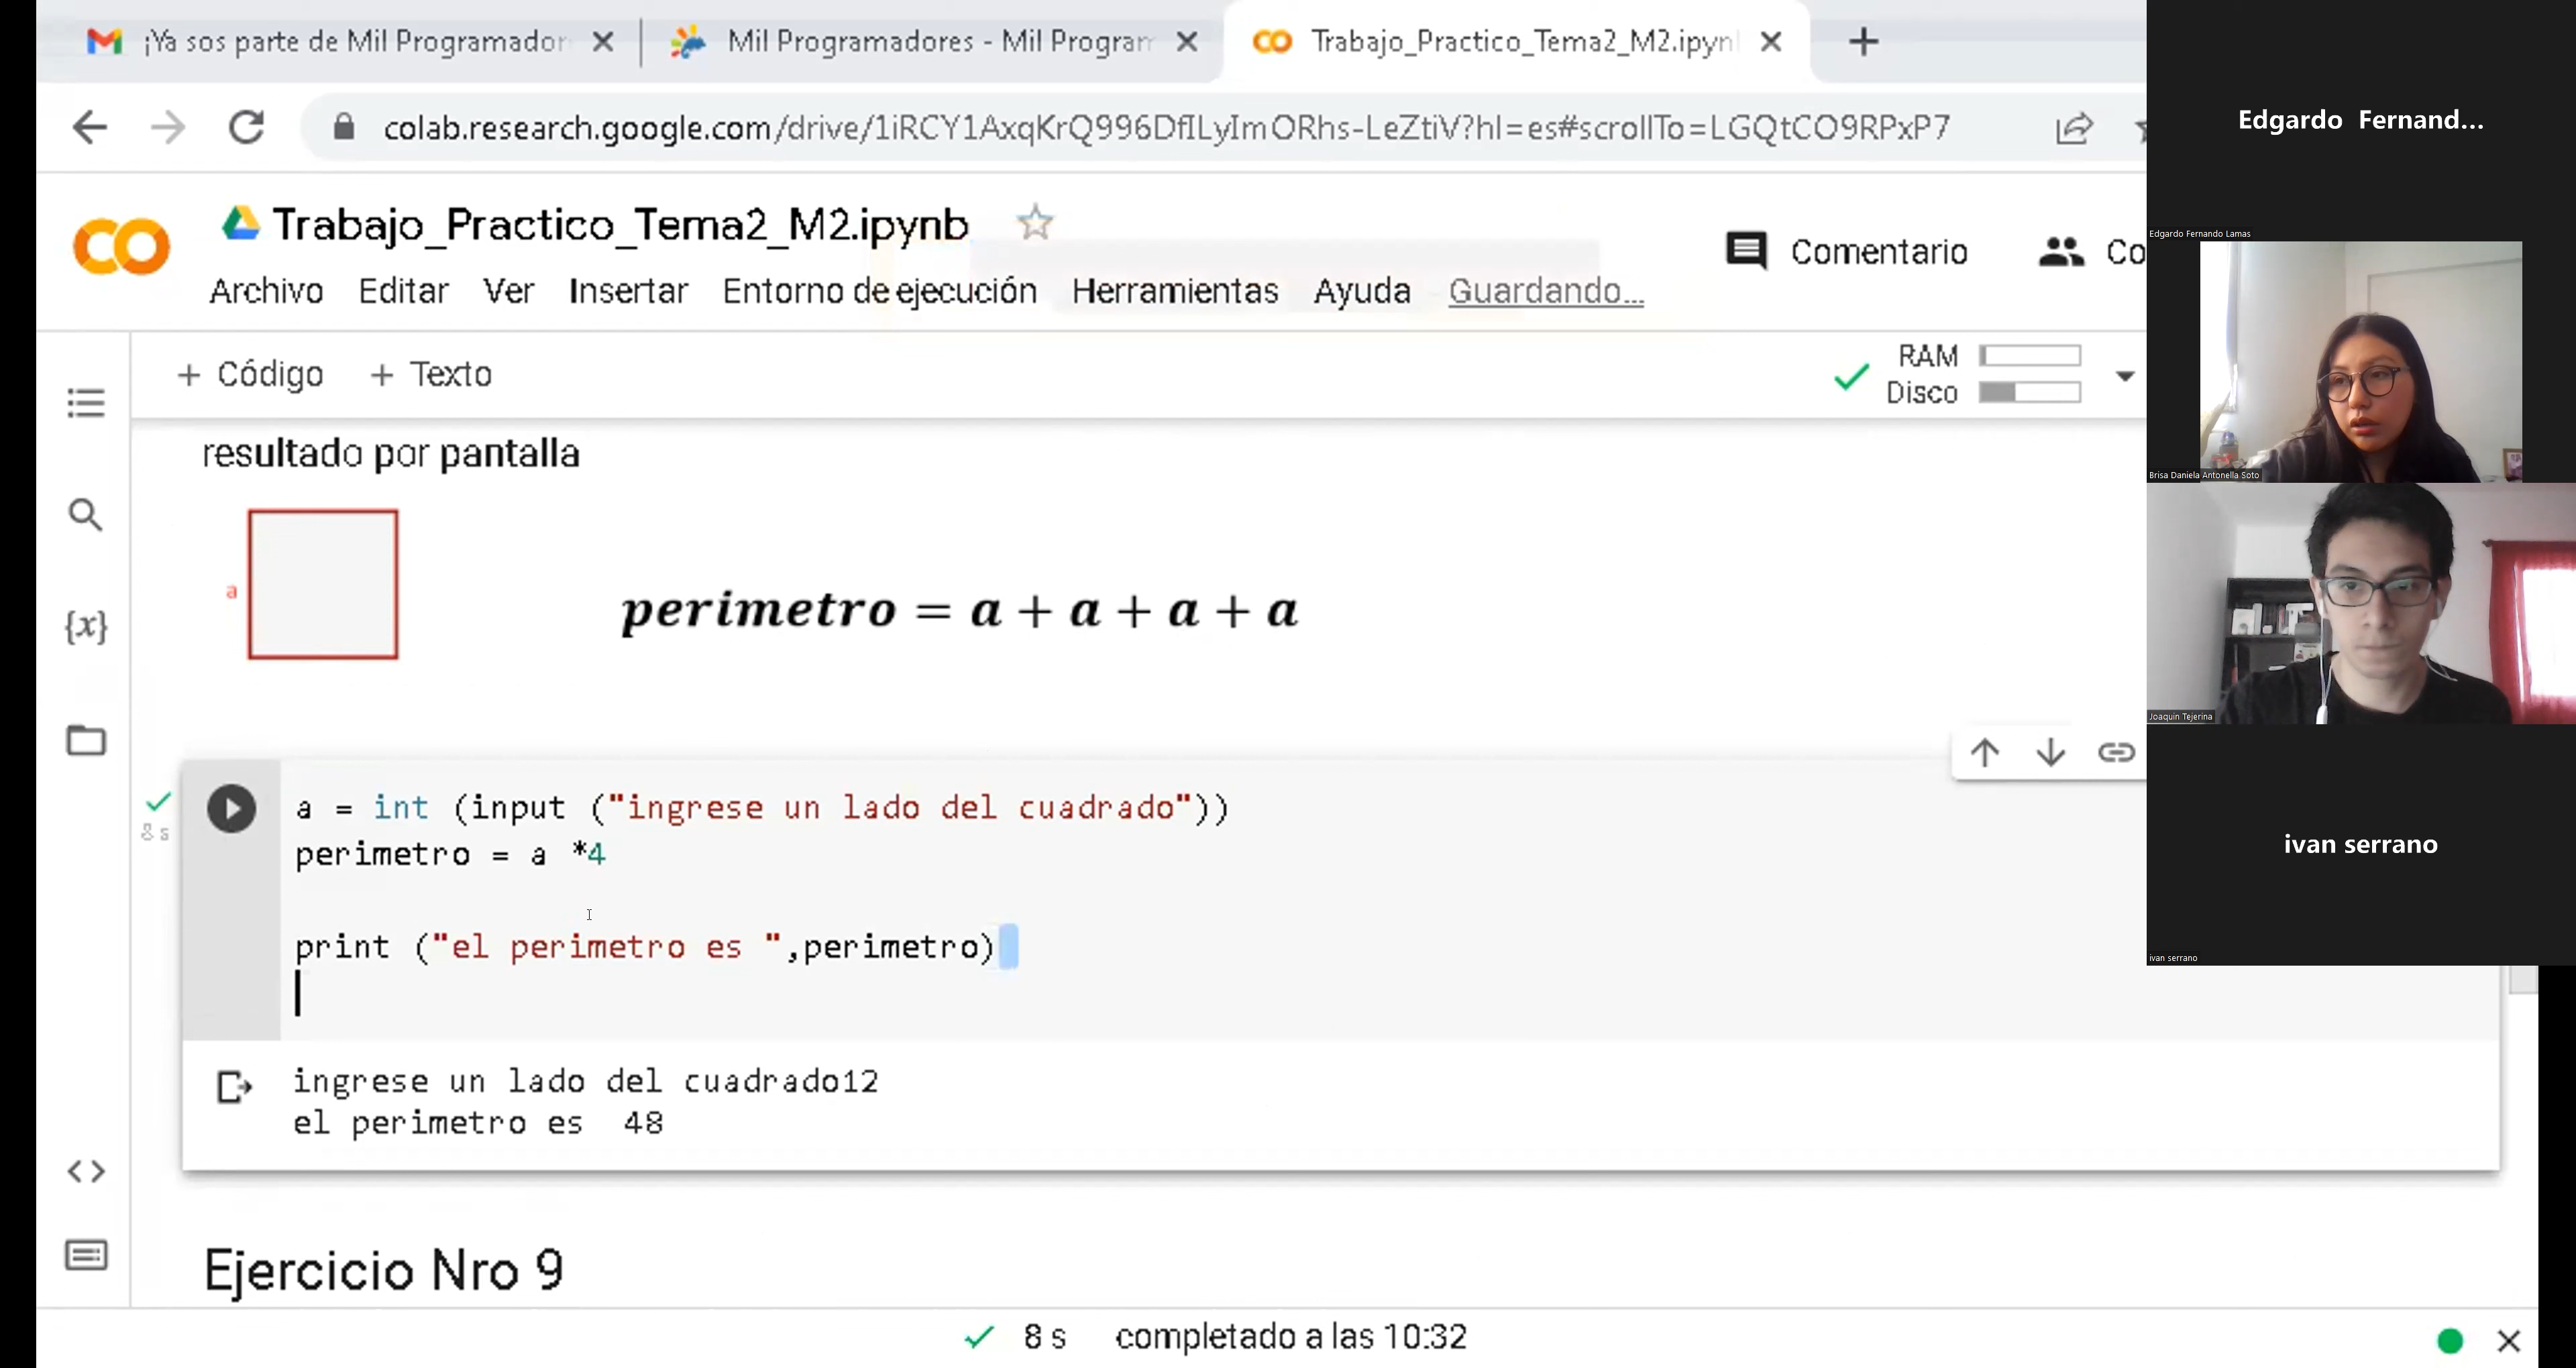 ¡Ya sos parte de Mil Programador
Mil Programadores - Mil Program
Trabajo_Practico_Tema2_M2.ipyn
colab.research.google.com/drive/1iRCY1AxqKrQ996DfILyImORhs-LeZtiV?hl=es#scrollTo=LGQtCO9RPxP7
Trabajo_Practico_Tema2_M2.ipynb
Comentario
Co
Archivo Editar Ver Insertar Entorno de ejecución Herramientas Ayuda Guardando...
+ Código + Texto
RAM
Disco
resultado por pantalla
a
perimetro = a + a + a + a
{x}
8 s
a = int (input ("ingrese un lado del cuadrado"))
perimetro = a *4
print ("el perimetro es ",perimetro)
ingrese un lado del cuadrado12
el perimetro es  48
Ejercicio Nro 9
8 s completado a las 10:32
Edgardo Fernand...
Edgardo Fernando Lamas
Brisa Daniela Antonella Soto
Joaquin Tejerina
ivan serrano
ivan serrano